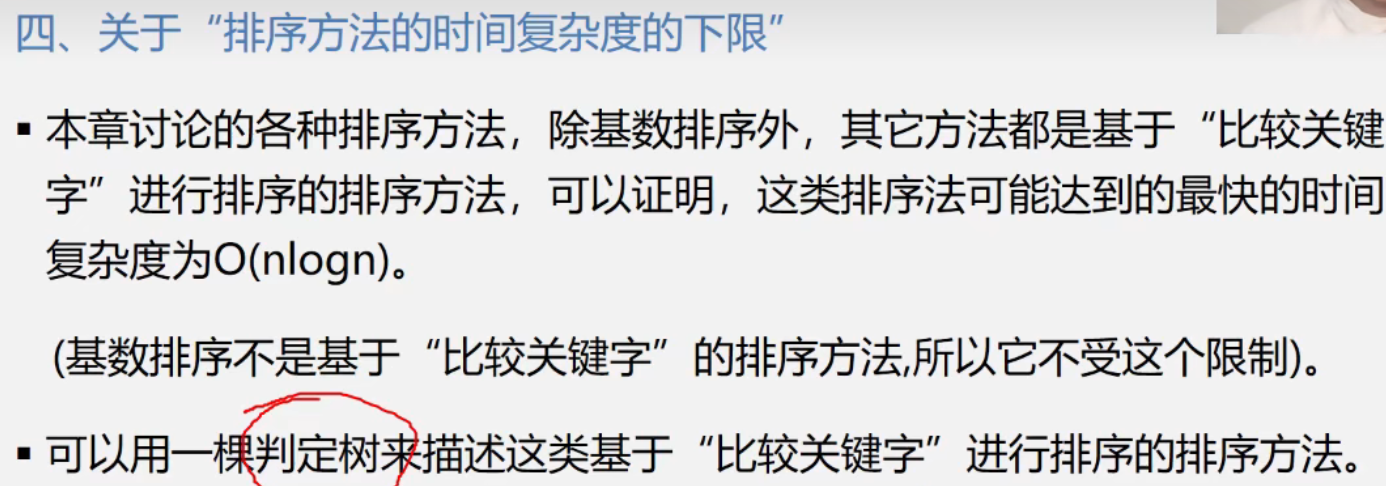 四、关于“排序方法的时间复杂度的下限”
▪ 本章讨论的各种排序方法，除基数排序外，其它方法都是基于“比较关键
字”进行排序的排序方法，可以证明，这类排序法可能达到的最快的时间
复杂度为O(nlogn)。
(基数排序不是基于“比较关键字”的排序方法,所以它不受这个限制)。
▪ 可以用一棵判定树来描述这类基于“比较关键字”进行排序的排序方法。